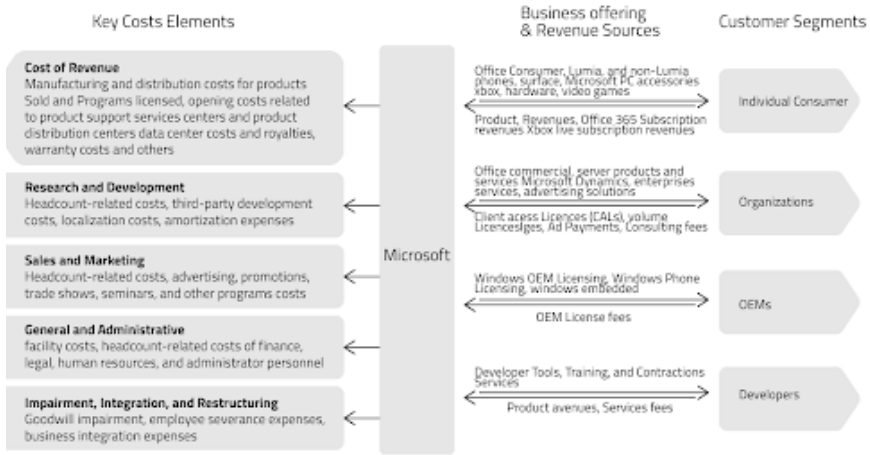 Key Costs Elements
Business offering
& Revenue Sources
Customer Segments
Cost of Revenue
Manufacturing and distribution costs for products
Sold and Programs licensed, opening costs related
to product support services centers and product
distribution centers data center costs and royalties,
warranty costs and others
Research and Development
Headcount-related costs, third-party development
costs, localization costs, amortization expenses
Sales and Marketing
Headcount-related costs, advertising, promotions,
trade shows, seminars, and other programs costs
General and Administrative
facility costs, headcount-related costs of finance,
legal, human resources, and administrator personnel
Impairment, Integration, and Restructuring
Goodwill impairment, employee severance expenses,
business integration expenses
Microsoft
Office Consumer, Lumia, and non-Lumia
phones, surface, Microsoft PC accessories
xbox, hardware, video games
Product, Revenues, Office 365 Subscription
revenues Xbox live subscription revenues
Individual Consumer
Office commercial, server products and
services Microsoft Dynamics, enterprises
services, advertising solutions
Client acess Licences (CALs), volume
Licenceslges, Ad Payments, Consulting fees
Organizations
Windows OEM Licensing, Windows Phone
Licensing, windows embedded
OEM License fees
OEMs
Developer Tools, Training, and Contractions
Services
Product avenues, Services fees
Developers